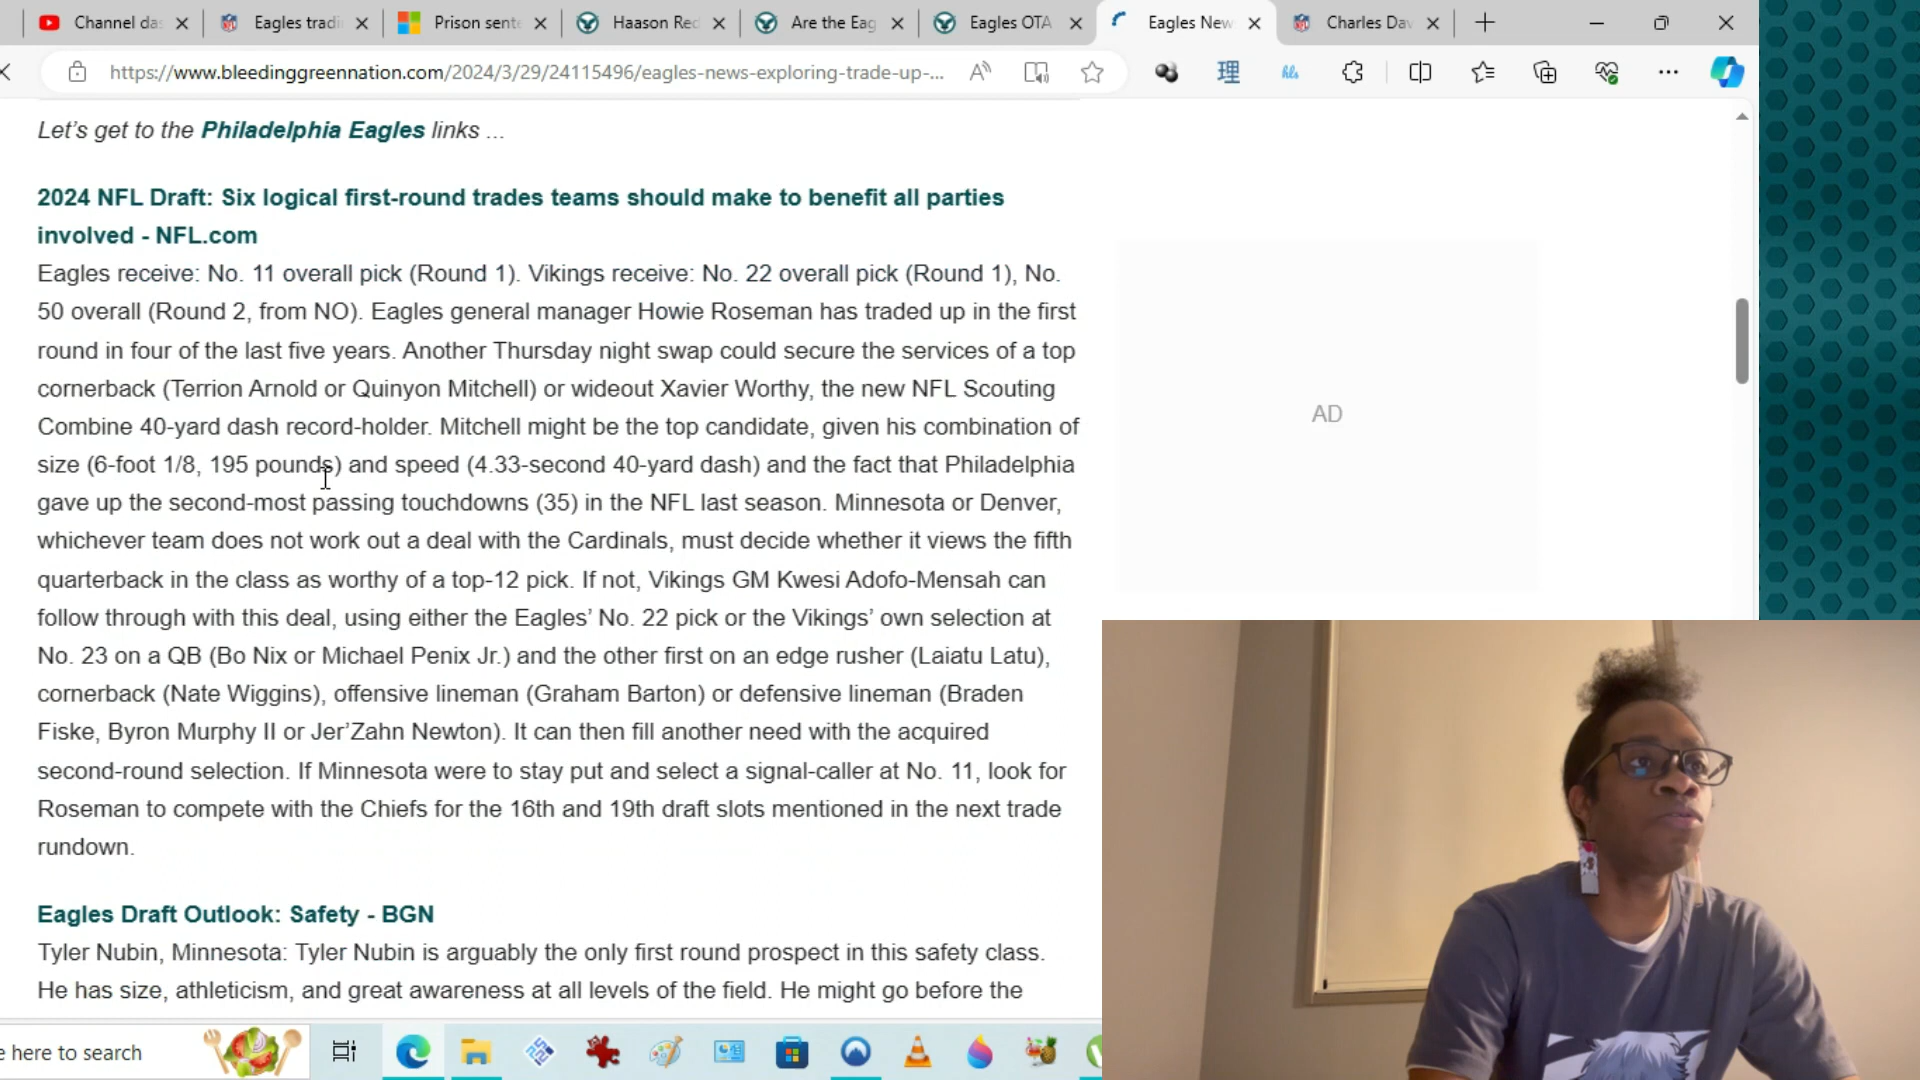 Channel da
Eagles tradi
Prison sent
Haason Red
Are the Eag
Eagles OTA
Eagles New
Charles Dav
https://www.bleedinggreennation.com/2024/3/29/24115496/eagles-news-exploring-trade-up-...
Let's get to the Philadelphia Eagles links ...
2024 NFL Draft: Six logical first-round trades teams should make to benefit all parties
involved - NFL.com
Eagles receive: No. 11 overall pick (Round 1). Vikings receive: No. 22 overall pick (Round 1), No.
50 overall (Round 2, from NO). Eagles general manager Howie Roseman has traded up in the first
round in four of the last five years. Another Thursday night swap could secure the services of a top
cornerback (Terrion Arnold or Quinyon Mitchell) or wideout Xavier Worthy, the new NFL Scouting
Combine 40-yard dash record-holder. Mitchell might be the top candidate, given his combination of
size (6-foot 1/8, 195 pounds) and speed (4.33-second 40-yard dash) and the fact that Philadelphia
gave up the second-most passing touchdowns (35) in the NFL last season. Minnesota or Denver,
whichever team does not work out a deal with the Cardinals, must decide whether it views the fifth
quarterback in the class as worthy of a top-12 pick. If not, Vikings GM Kwesi Adofo-Mensah can
follow through with this deal, using either the Eagles' No. 22 pick or the Vikings' own selection at
No. 23 on a QB (Bo Nix or Michael Penix Jr.) and the other first on an edge rusher (Laiatu Latu),
cornerback (Nate Wiggins), offensive lineman (Graham Barton) or defensive lineman (Braden
Fiske, Byron Murphy II or Jer'Zahn Newton). It can then fill another need with the acquired
second-round selection. If Minnesota were to stay put and select a signal-caller at No. 11, look for
Roseman to compete with the Chiefs for the 16th and 19th draft slots mentioned in the next trade
rundown.
AD
Eagles Draft Outlook: Safety - BGN
Tyler Nubin, Minnesota: Tyler Nubin is arguably the only first round prospect in this safety class.
He has size, athleticism, and great awareness at all levels of the field. He might go before the
e here to search